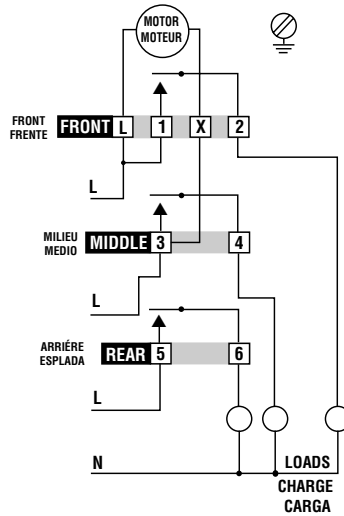 MOTOR
MOTEUR
FRONT
FRENTE
FRONT L 1 X 2
L
MILIEU
MEDIO
MIDDLE 3 4
L
ARRIÉRE
ESPLADA
REAR 5 6
L
N
LOADS
CHARGE
CARGA